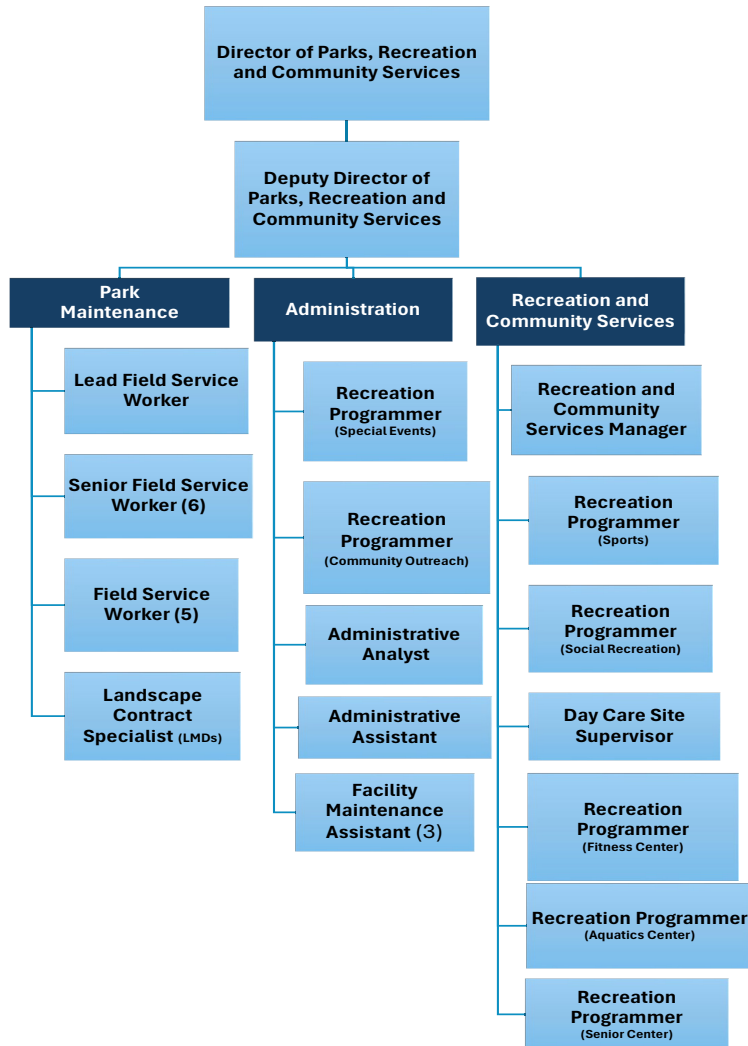 Director of Parks, Recreation
and Community Services
Deputy Director of
Parks, Recreation and
Community Services
Park
Maintenance
Lead Field Service
Worker
Senior Field Service
Worker (6)
Field Service
Worker (5)
Landscape
Contract
Specialist (LMDs)
Administration
Recreation
Programmer
(Special Events)
Recreation
Programmer
(Community Outreach)
Administrative
Analyst
Administrative
Assistant
Facility
Maintenance
Assistant (3)
Recreation and
Community Services
Recreation and
Community
Services Manager
Recreation
Programmer
(Sports)
Recreation
Programmer
(Social Recreation)
Day Care Site
Supervisor
Recreation
Programmer
(Fitness Center)
Recreation Programmer
(Aquatics Center)
Recreation
Programmer
(Senior Center)